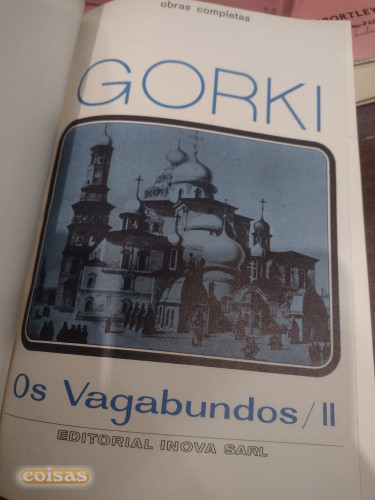 obras completas
GORKI
Os Vagabundos/II
EDITORIAL INOVA SARL
coisas